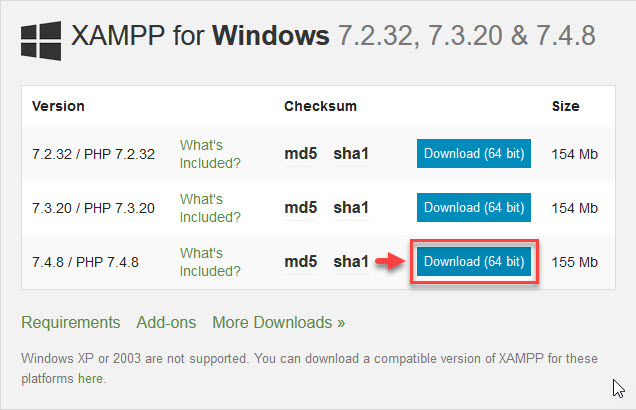 XAMPP for Windows 7.2.32, 7.3.20 & 7.4.8
Version Checksum Size
7.2.32 / PHP 7.2.32 What's Included? md5 sha1 Download (64 bit) 154 Mb
7.3.20 / PHP 7.3.20 What's Included? md5 sha1 Download (64 bit) 154 Mb
7.4.8 / PHP 7.4.8 What's Included? md5 sha1 Download (64 bit) 155 Mb
Requirements Add-ons More Downloads »
Windows XP or 2003 are not supported. You can download a compatible version of XAMPP for these
platforms here.